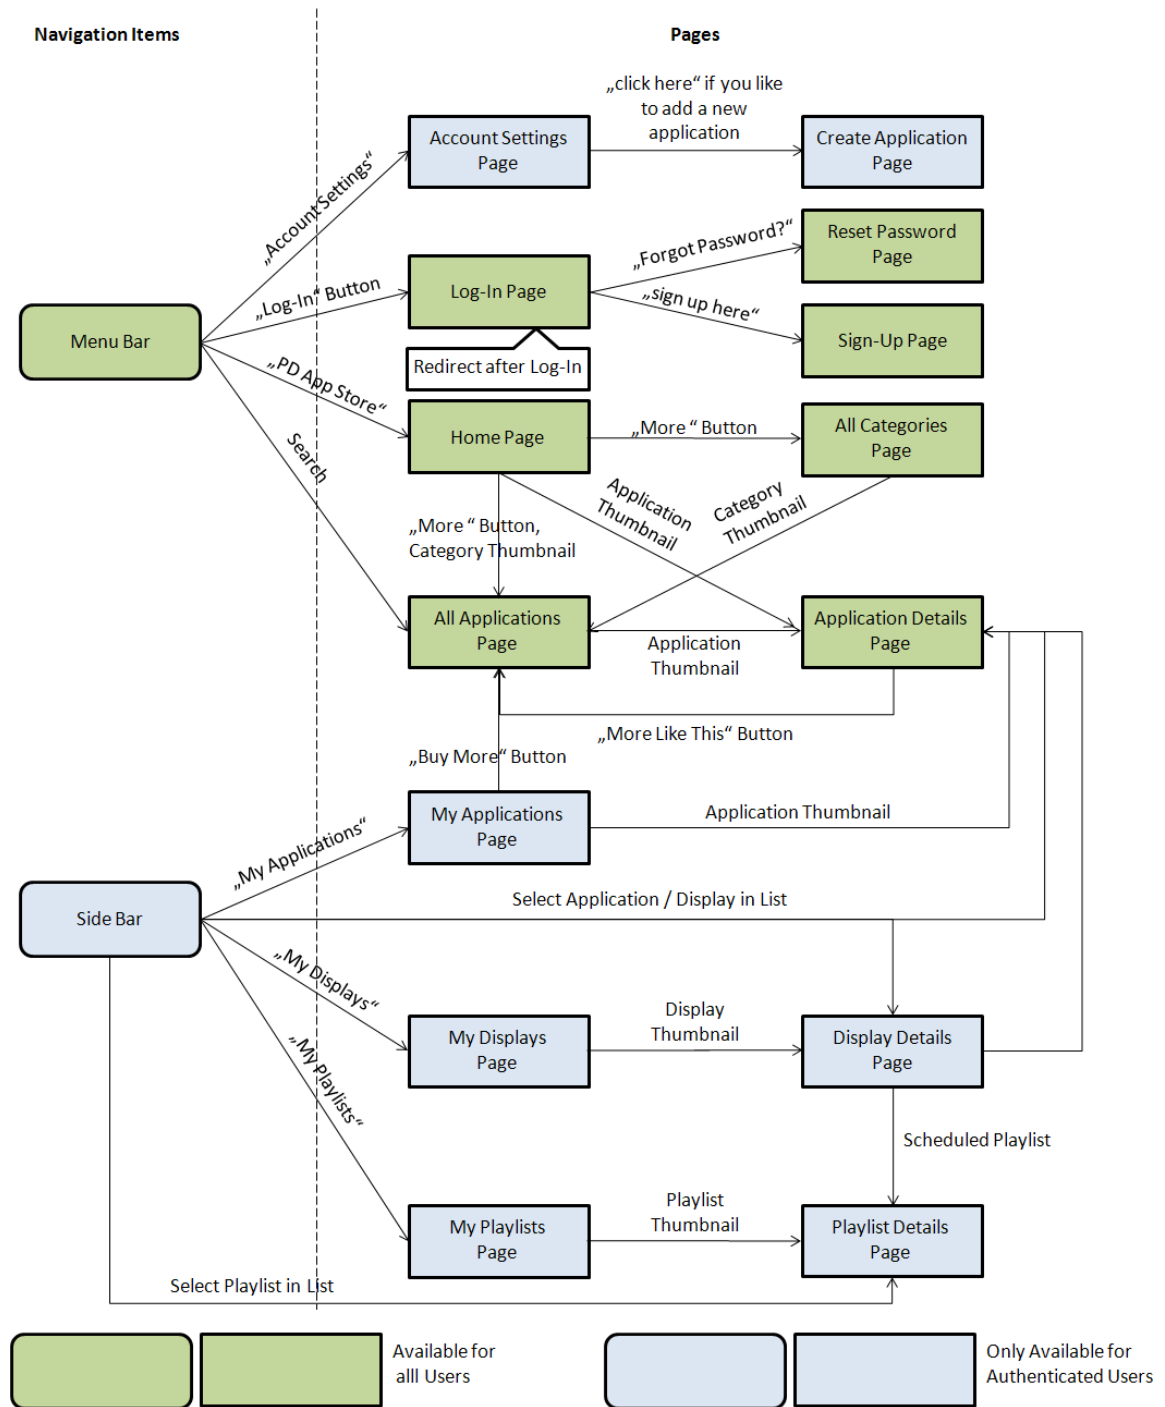 Navigation Items
Pages
„click here“ if you like
to add a new
application
Account Settings
Page
Create Application
Page
„Account Settings“
Reset Password
Page
„Forgot Password?“
„Log-In“ Button
Log-In Page
„sign up here“
Menu Bar
Sign-Up Page
Redirect after Log-In
„PD App Store“
Home Page
„More “ Button
All Categories
Page
Search
Application
Thumbnail
Category
Thumbnail
„More “ Button,
Category Thumbnail
All Applications
Page
Application
Thumbnail
Application Details
Page
„More Like This“ Button
„Buy More“ Button
My Applications
Page
Application Thumbnail
„My Applications“
Side Bar
Select Application / Display in List
„My Displays“
My Displays
Page
Display
Thumbnail
Display Details
Page
„My Playlists“
Scheduled Playlist
My Playlists
Page
Playlist
Thumbnail
Playlist Details
Page
Select Playlist in List
Available for
alll Users
Only Available for
Authenticated Users